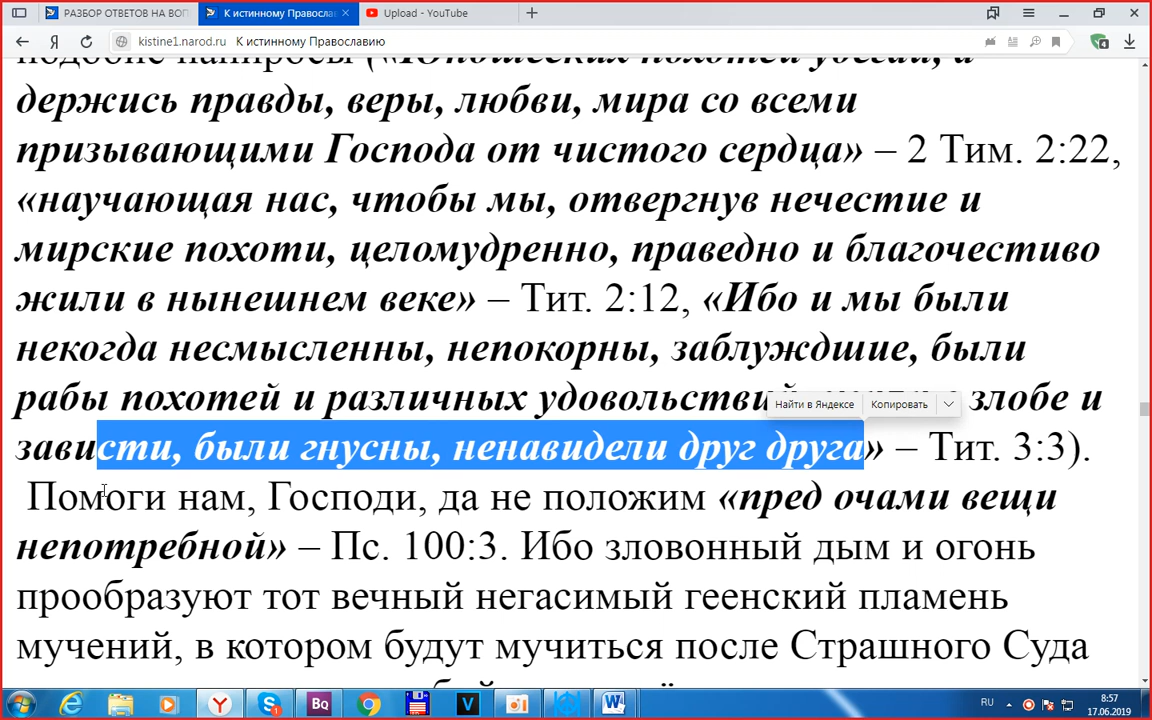 РАЗБОР ОТВЕТОВ НА ВОП
К истинному Православи
Upload - YouTube
kistine1.narod.ru К истинному Православию
держись правды, веры, любви, мира со всеми
призывающими Господа от чистого сердца» – 2 Тим. 2:22,
«научающая нас, чтобы мы, отвергнув нечестие и
мирские похоти, целомудренно, праведно и благочестиво
жили в нынешнем веке» – Тит. 2:12, «Ибо и мы были
некогда несмысленны, непокорны, заблуждшие, были
рабы похотей и различных удовольстви злобе и
Найти в Яндексе Копировать
зависти, были гнусны, ненавидели друг друга» – Тит. 3:3).
Помоги нам, Господи, да не положим «пред очами вещи
непотребной» – Пс. 100:3. Ибо зловонный дым и огонь
прообразуют тот вечный негасимый геенский пламень
мучений, в котором будут мучиться после Страшного Суда
RU
8:57
17.06.2019